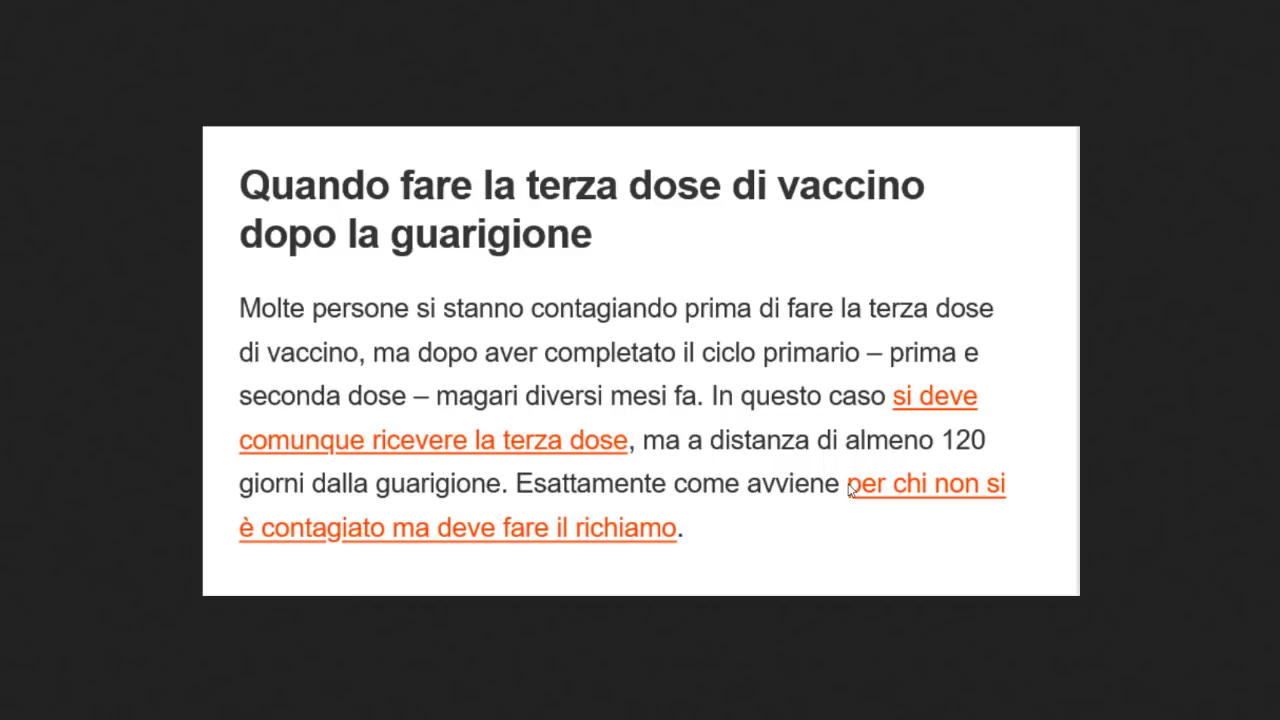 Quando fare la terza dose di vaccino
dopo la guarigione
Molte persone si stanno contagiando prima di fare la terza dose
di vaccino, ma dopo aver completato il ciclo primario – prima e
seconda dose – magari diversi mesi fa. In questo caso si deve
comunque ricevere la terza dose, ma a distanza di almeno 120
giorni dalla guarigione. Esattamente come avviene per chi non si
è contagiato ma deve fare il richiamo.